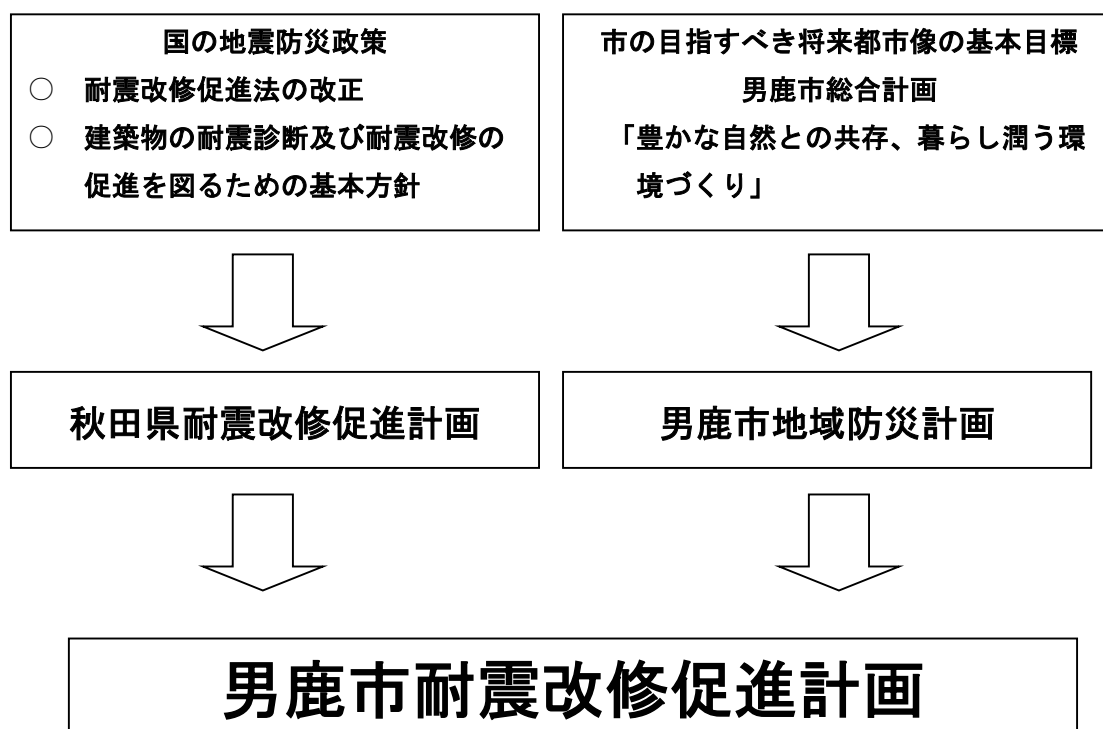 国の地震防災政策
○ 耐震改修促進法の改正
○ 建築物の耐震診断及び耐震改修の
促進を図るための基本方針
市の目指すべき将来都市像の基本目標
男鹿市総合計画
「豊かな自然との共存、暮らし潤う環
境づくり」
秋田県耐震改修促進計画
男鹿市地域防災計画
男鹿市耐震改修促進計画